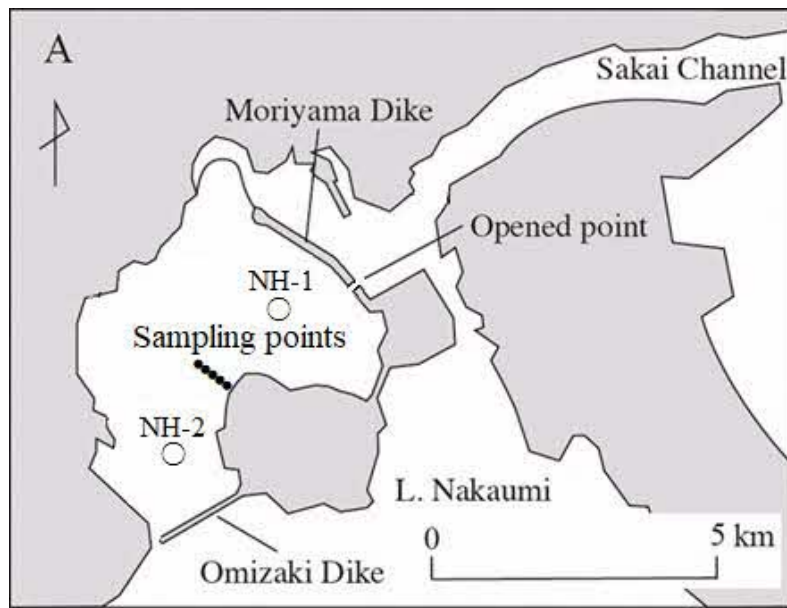 A
Sakai Channel
Moriyama Dike
Opened point
NH-1
Sampling points
NH-2
L. Nakaumi
0 5 km
Omizaki Dike